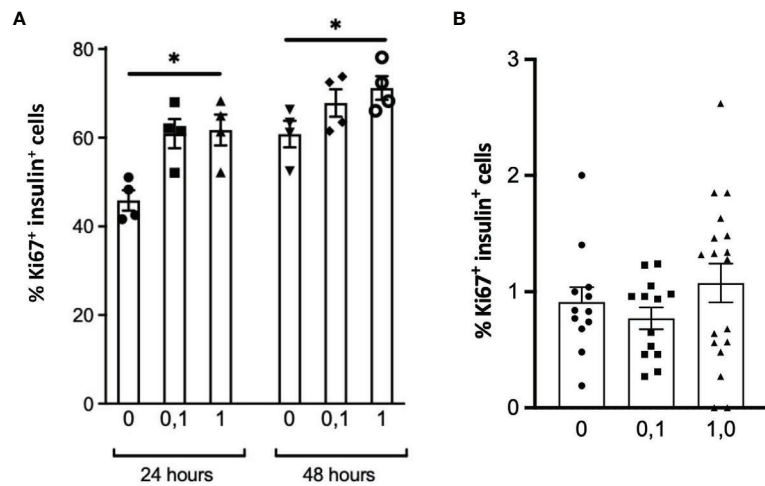 A
% Ki67⁺ insulin⁺ cells
80
60
40
20
0
*
*
0 0,1 1 0 0,1 1
24 hours 48 hours
B
% Ki67⁺ insulin⁺ cells
3
2
1
0
0 0,1 1,0